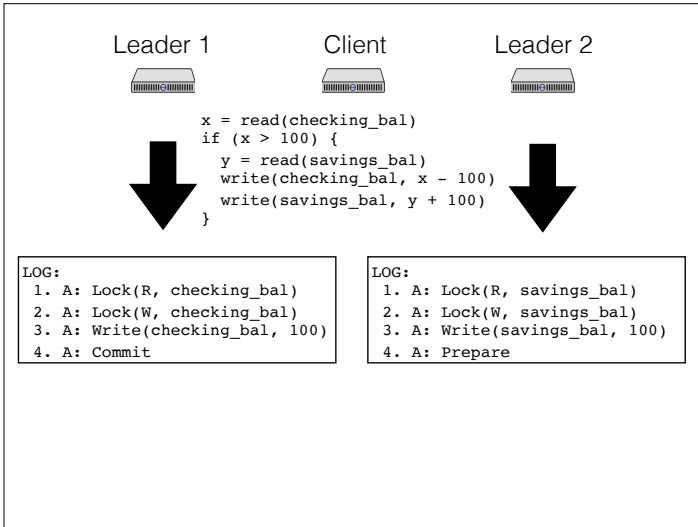 Leader 1
Client
Leader 2
x = read(checking_bal)
if (x > 100) {
y = read(savings_bal)
write(checking_bal, x - 100)
write(savings_bal, y + 100)
}
LOG:
1. A: Lock(R, checking_bal)
2. A: Lock(W, checking_bal)
3. A: Write(checking_bal, 100)
4. A: Commit
LOG:
1. A: Lock(R, savings_bal)
2. A: Lock(W, savings_bal)
3. A: Write(savings_bal, 100)
4. A: Prepare